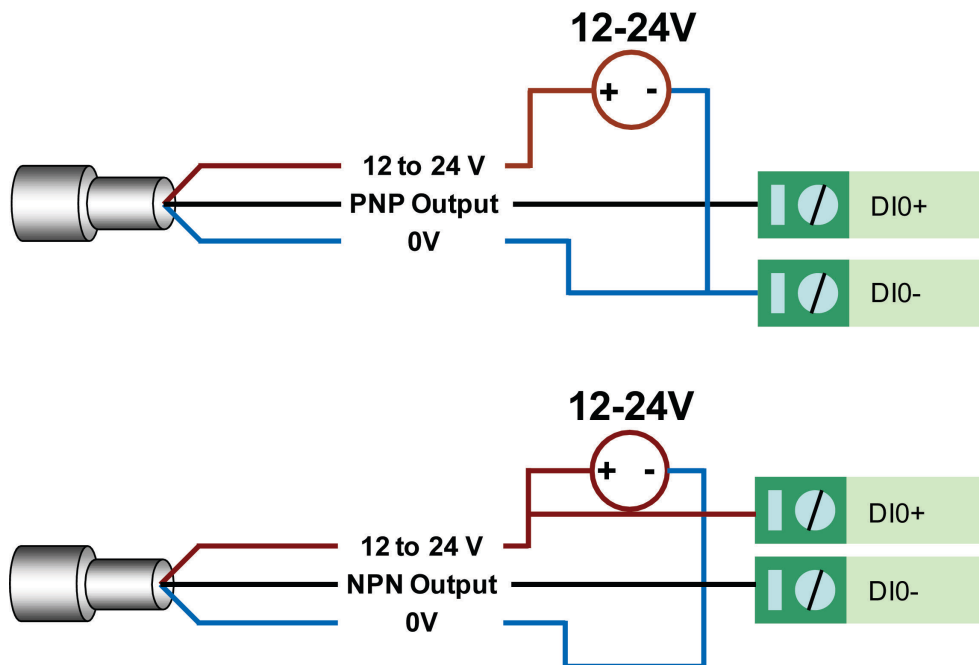 12-24V
+ -
12 to 24 V
PNP Output
0V
DI0+
DI0-
12-24V
+ -
12 to 24 V
NPN Output
0V
DI0+
DI0-